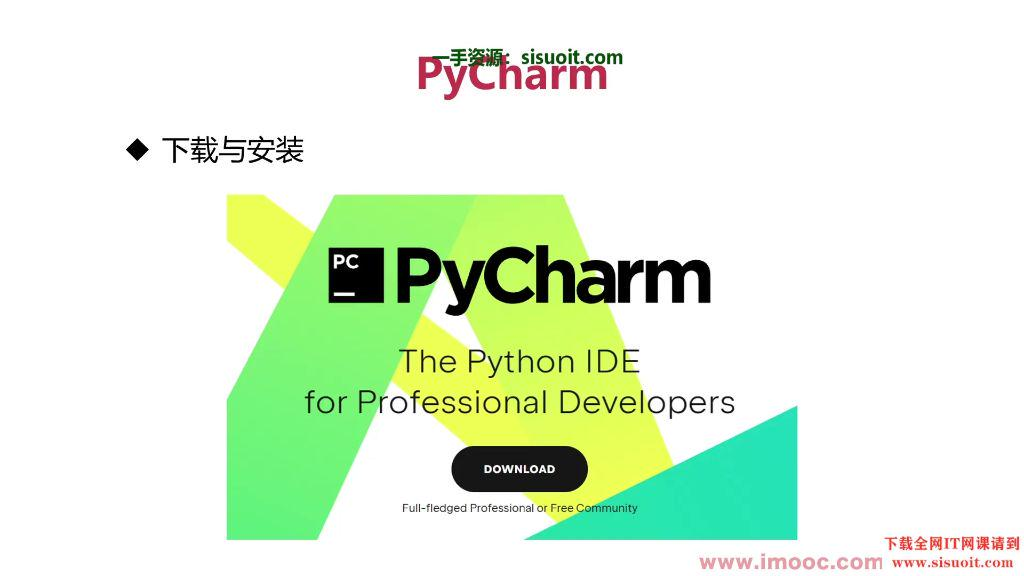 一手资源：sisuoit.com
PyCharm
◆ 下载与安装
PC
PyCharm
The Python IDE
for Professional Developers
DOWNLOAD
Full-fledged Professional or Free Community
下载全网IT网课请到
www.imooc.com
www.sisuoit.com